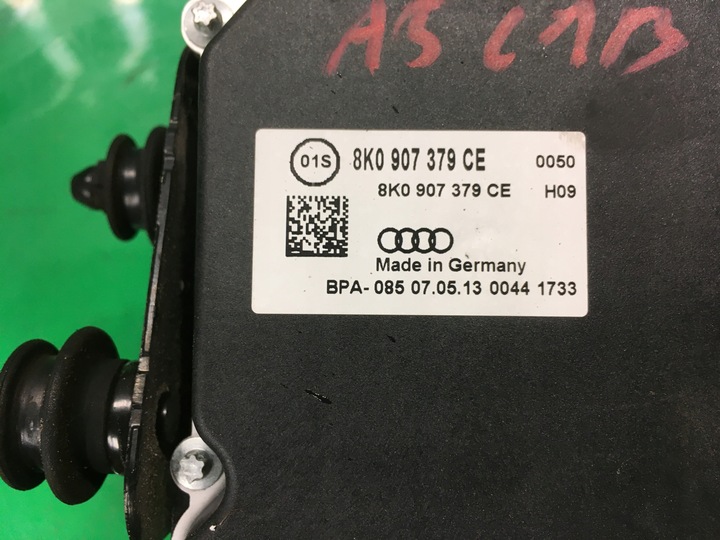 A5 C1B
01S 8K0 907 379 CE 0050
8K0 907 379 CE H09
Made in Germany
BPA- 085 07.05.13 0044 1733